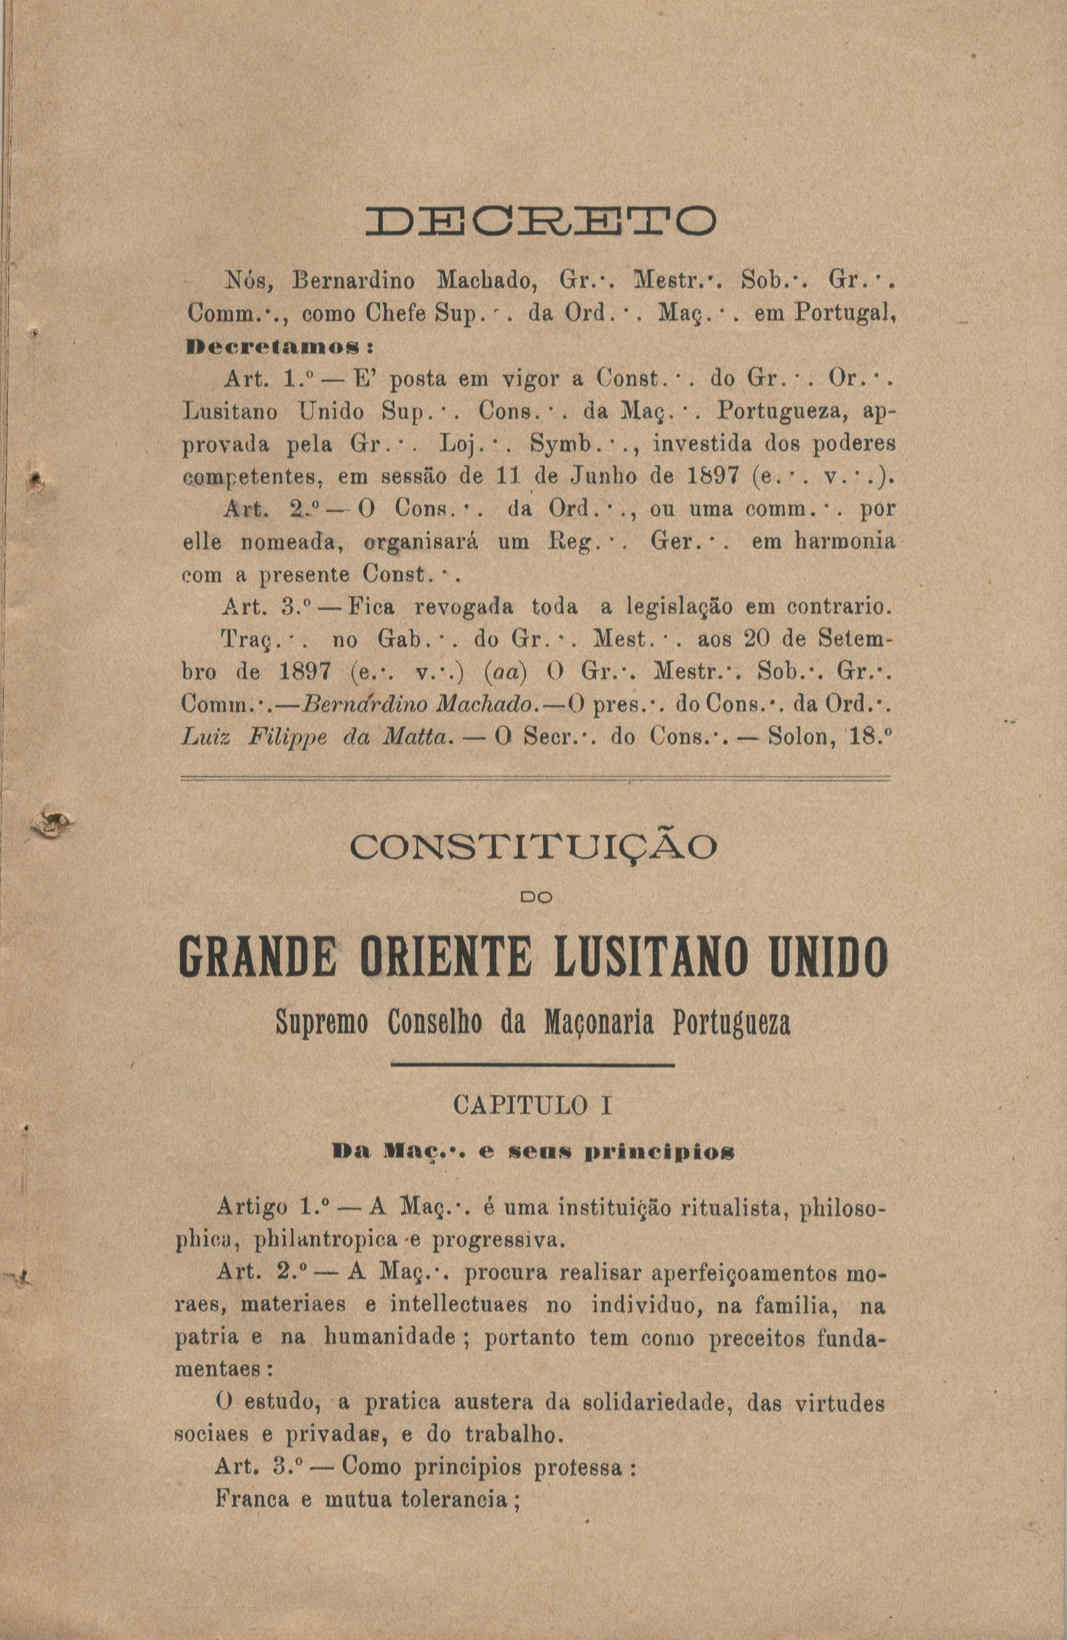 DECRETO
Nós, Bernardino Machado, Gr.·. Mestr.·. Sob.·. Gr.·.
Comm.·., como Chefe Sup.·. da Ord.·. Maç.·. em Portugal,
Decretamos:
Art. 1.º — E' posta em vigor a Const.·. do Gr.·. Or.·.
Lusitano Unido Sup.·. Cons.·. da Maç.·. Portugueza, ap-
provada pela Gr.·. Loj.·. Symb.·., investida dos poderes
competentes, em sessão de 11 de Junho de 1897 (e.·. v.·.).
Art. 2.º — O Cons.·. da Ord.·., ou uma comm.·. por
elle nomeada, organisará um Reg.·. Ger.·. em harmonia
com a presente Const.·.
Art. 3.º — Fica revogada toda a legislação em contrario.
Traç.·. no Gab.·. do Gr.·. Mest.·. aos 20 de Setem-
bro de 1897 (e.·. v.·.) (aa) O Gr.·. Mestr.·. Sob.·. Gr.·.
Comm.·.—Bernardino Machado.—O pres.·. do Cons.·. da Ord.·.
Luiz Filippe da Matta. — O Secr.·. do Cons.·. — Solon, 18.º
CONSTITUIÇÃO
DO
GRANDE ORIENTE LUSITANO UNIDO
Supremo Conselho da Maçonaria Portugueza
CAPITULO I
Da Maç.·. e seus principios
Artigo 1.º — A Maç.·. é uma instituição ritualista, philoso-
phica, philantropica e progressiva.
Art. 2.º — A Maç.·. procura realisar aperfeiçoamentos mo-
raes, materiaes e intellectuaes no individuo, na familia, na
patria e na humanidade ; portanto tem como preceitos funda-
mentaes :
O estudo, a pratica austera da solidariedade, das virtudes
sociaes e privadas, e do trabalho.
Art. 3.º — Como principios protessa :
Franca e mutua tolerancia ;